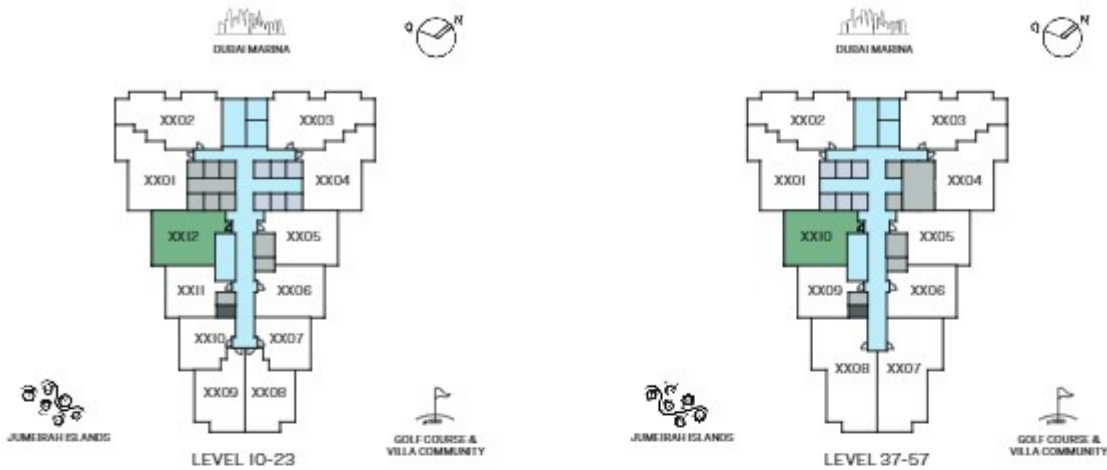 DUBAI MARINA
N
XX02
XX03
XX01
XX04
XX12
XX05
XX11
XX06
XX10
XX07
XX09
XX08
JUMEIRAH ISLANDS
GOLF COURSE &
VILLA COMMUNITY
LEVEL 10-23
DUBAI MARINA
N
XX02
XX03
XX01
XX04
XX10
XX05
XX09
XX06
XX08
XX07
JUMEIRAH ISLANDS
GOLF COURSE &
VILLA COMMUNITY
LEVEL 37-57